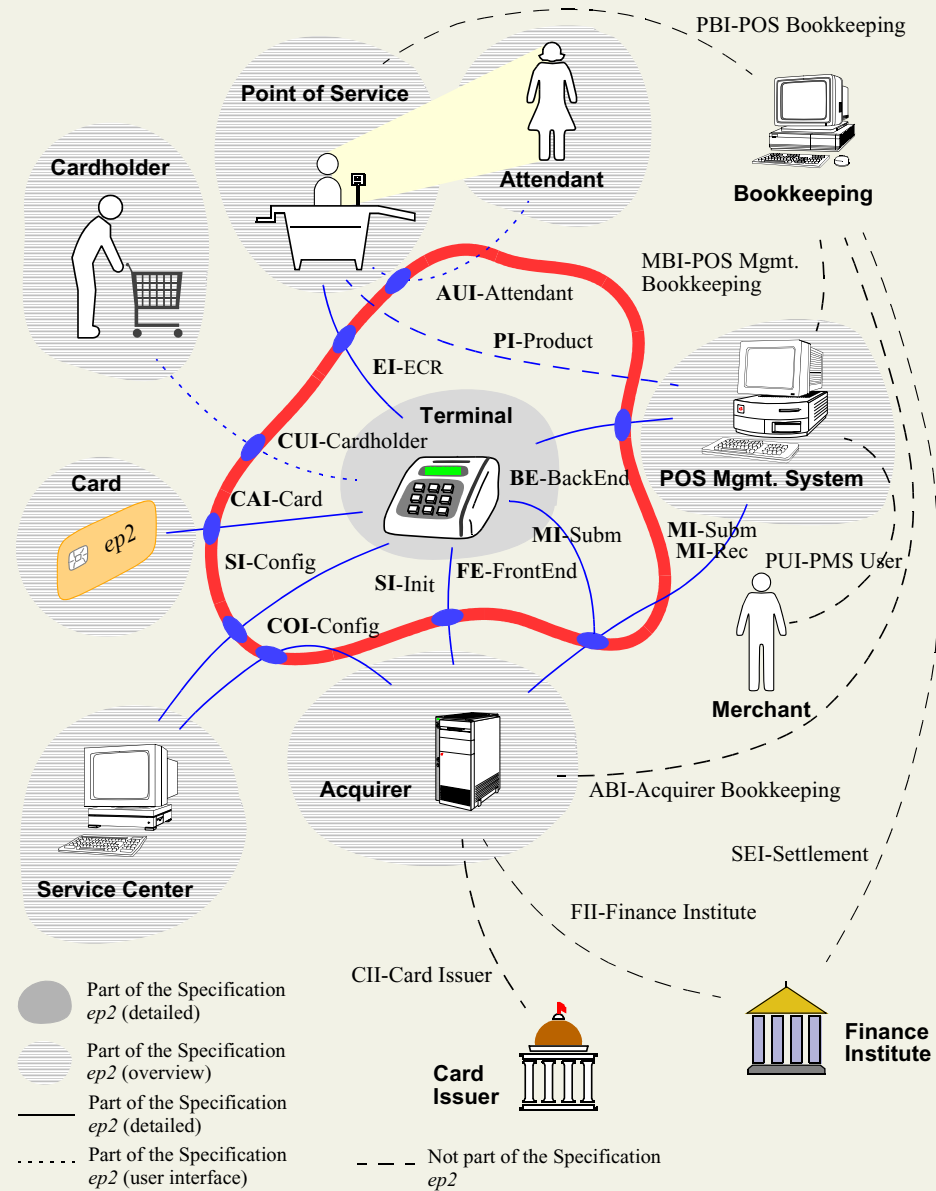 PBI-POS Bookkeeping
Point of Service
Attendant
Cardholder
Bookkeeping
MBI-POS Mgmt.
Bookkeeping
AUI-Attendant
PI-Product
EI-ECR
Terminal
CUI-Cardholder
BE-BackEnd
POS Mgmt. System
Card
ep2
CAI-Card
MI-Subm
MI-Subm
MI-Rec
SI-Config
SI-Init
FE-FrontEnd
PUI-PMS User
COI-Config
Merchant
Acquirer
ABI-Acquirer Bookkeeping
SEI-Settlement
Service Center
FII-Finance Institute
CII-Card Issuer
Finance
Institute
Card
Issuer
Part of the Specification
ep2 (detailed)
Part of the Specification
ep2 (overview)
Part of the Specification
ep2 (detailed)
Part of the Specification
ep2 (user interface)
Not part of the Specification
ep2